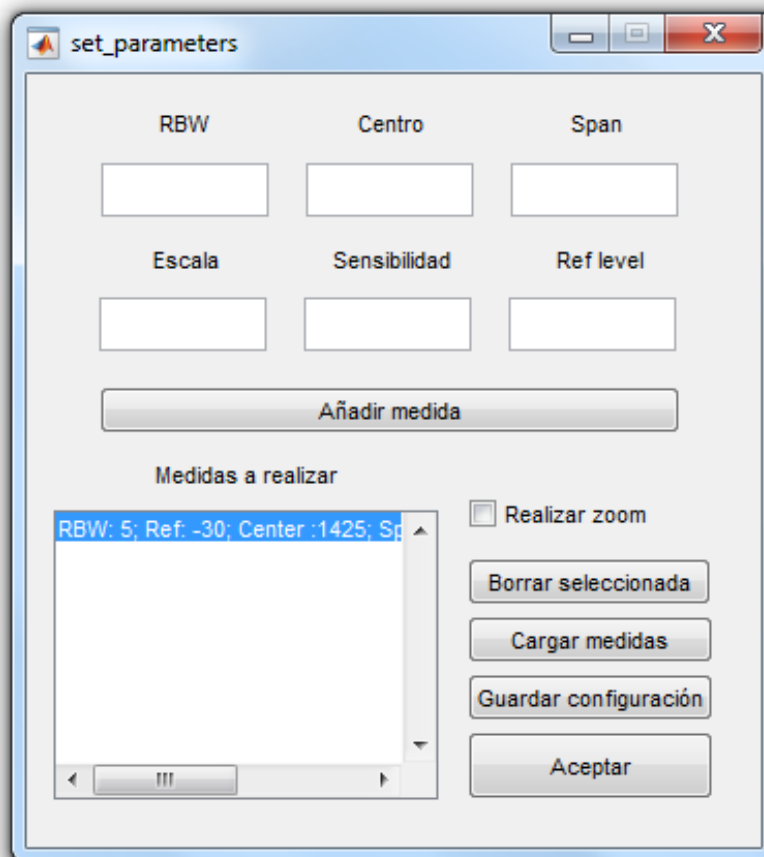 set_parameters
RBW Centro Span
Escala Sensibilidad Ref level
Añadir medida
Medidas a realizar
RBW: 5; Ref: -30; Center :1425; Sp
Realizar zoom
Borrar seleccionada
Cargar medidas
Guardar configuración
Aceptar